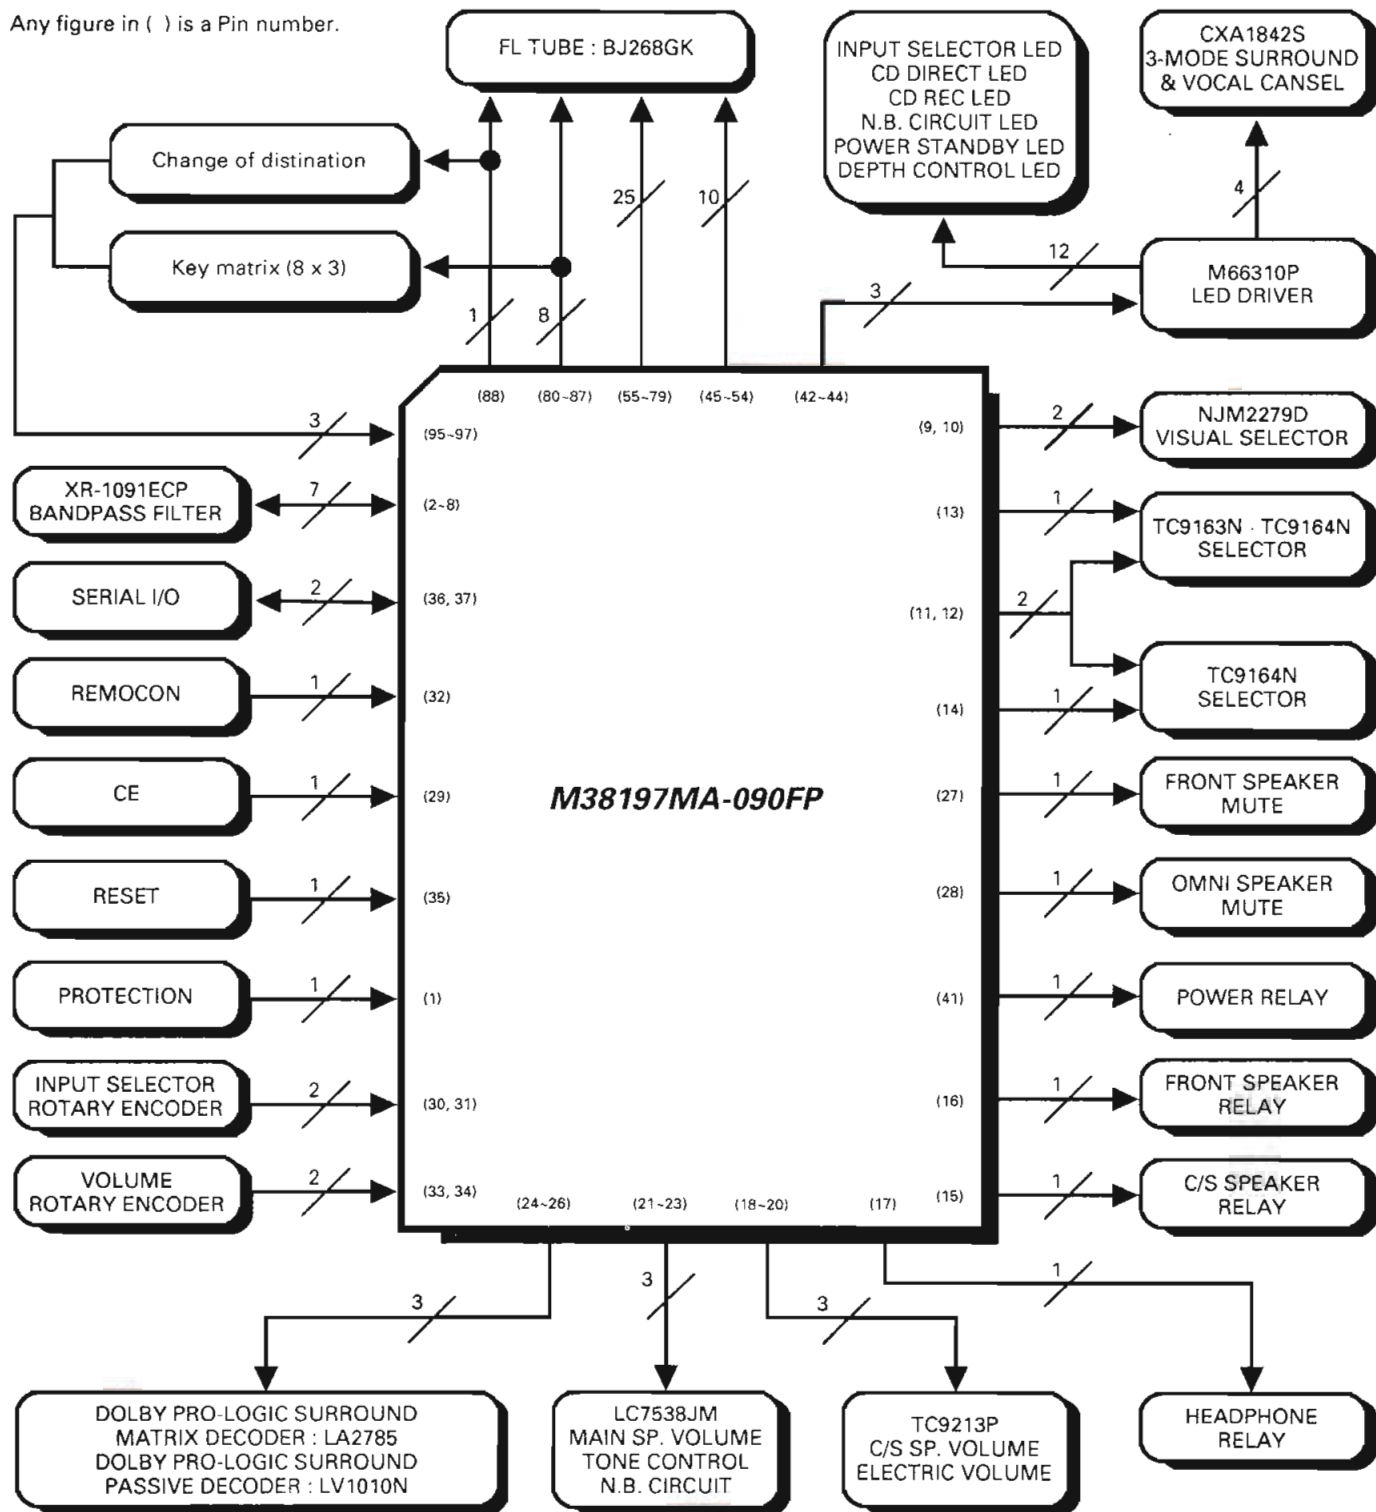 Any figure in ( ) is a Pin number.
FL TUBE : BJ268GK
INPUT SELECTOR LED
CD DIRECT LED
CD REC LED
N.B. CIRCUIT LED
POWER STANDBY LED
DEPTH CONTROL LED
CXA1842S
3-MODE SURROUND
& VOCAL CANSEL
Change of distination
Key matrix (8 x 3)
25
10
4
12
M66310P
LED DRIVER
1
8
3
(88)
(80~87)
(55~79)
(45~54)
(42~44)
3
(95~97)
(9, 10)
2
NJM2279D
VISUAL SELECTOR
XR-1091ECP
BANDPASS FILTER
7
(2~8)
(13)
1
TC9163N · TC9164N
SELECTOR
SERIAL I/O
2
(36, 37)
(11, 12)
2
REMOCON
1
(32)
(14)
1
TC9164N
SELECTOR
CE
1
(29)
M38197MA-090FP
(27)
1
FRONT SPEAKER
MUTE
RESET
1
(35)
(28)
1
OMNI SPEAKER
MUTE
PROTECTION
1
(1)
(41)
1
POWER RELAY
INPUT SELECTOR
ROTARY ENCODER
2
(30, 31)
(16)
1
FRONT SPEAKER
RELAY
VOLUME
ROTARY ENCODER
2
(33, 34)
(24~26)
(21~23)
(18~20)
(17)
(15)
1
C/S SPEAKER
RELAY
3
3
3
1
DOLBY PRO-LOGIC SURROUND
MATRIX DECODER : LA2785
DOLBY PRO-LOGIC SURROUND
PASSIVE DECODER : LV1010N
LC7538JM
MAIN SP. VOLUME
TONE CONTROL
N.B. CIRCUIT
TC9213P
C/S SP. VOLUME
ELECTRIC VOLUME
HEADPHONE
RELAY